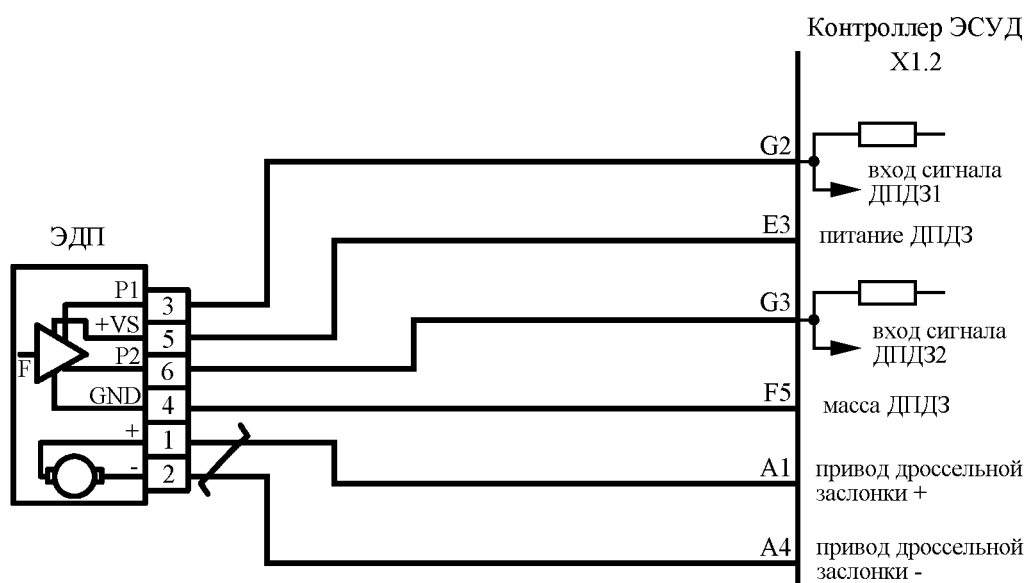 Контроллер ЭСУД
X1.2
G2
вход сигнала
ДПДЗ1
E3
питание ДПДЗ
ЭДП
P1
3
G3
+VS
5
вход сигнала
ДПДЗ2
P2
6
F
GND
4
F5
масса ДПДЗ
+
1
A1
привод дроссельной
заслонки +
-
2
A4
привод дроссельной
заслонки -